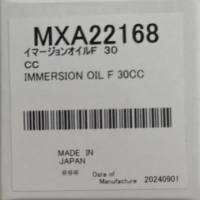 MXA22168
イマージョンオイルF 30
CC
IMMERSION OIL F 30CC
MADE IN
JAPAN
Date of
Manufacture 20240901